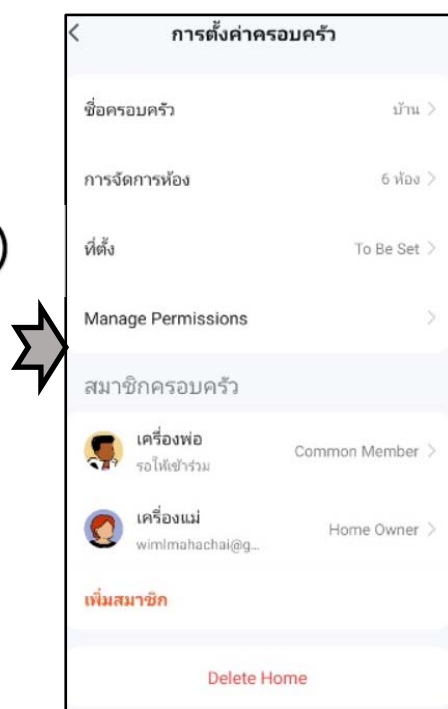 การตั้งค่าครอบครัว
ชื่อครอบครัว บ้าน
การจัดการห้อง 6 ห้อง
ที่ตั้ง To Be Set
Manage Permissions
สมาชิกครอบครัว
เครื่องพ่อ Common Member
รอให้เข้าร่วม
เครื่องแม่ Home Owner
wimlmahachai@g...
เพิ่มสมาชิก
Delete Home